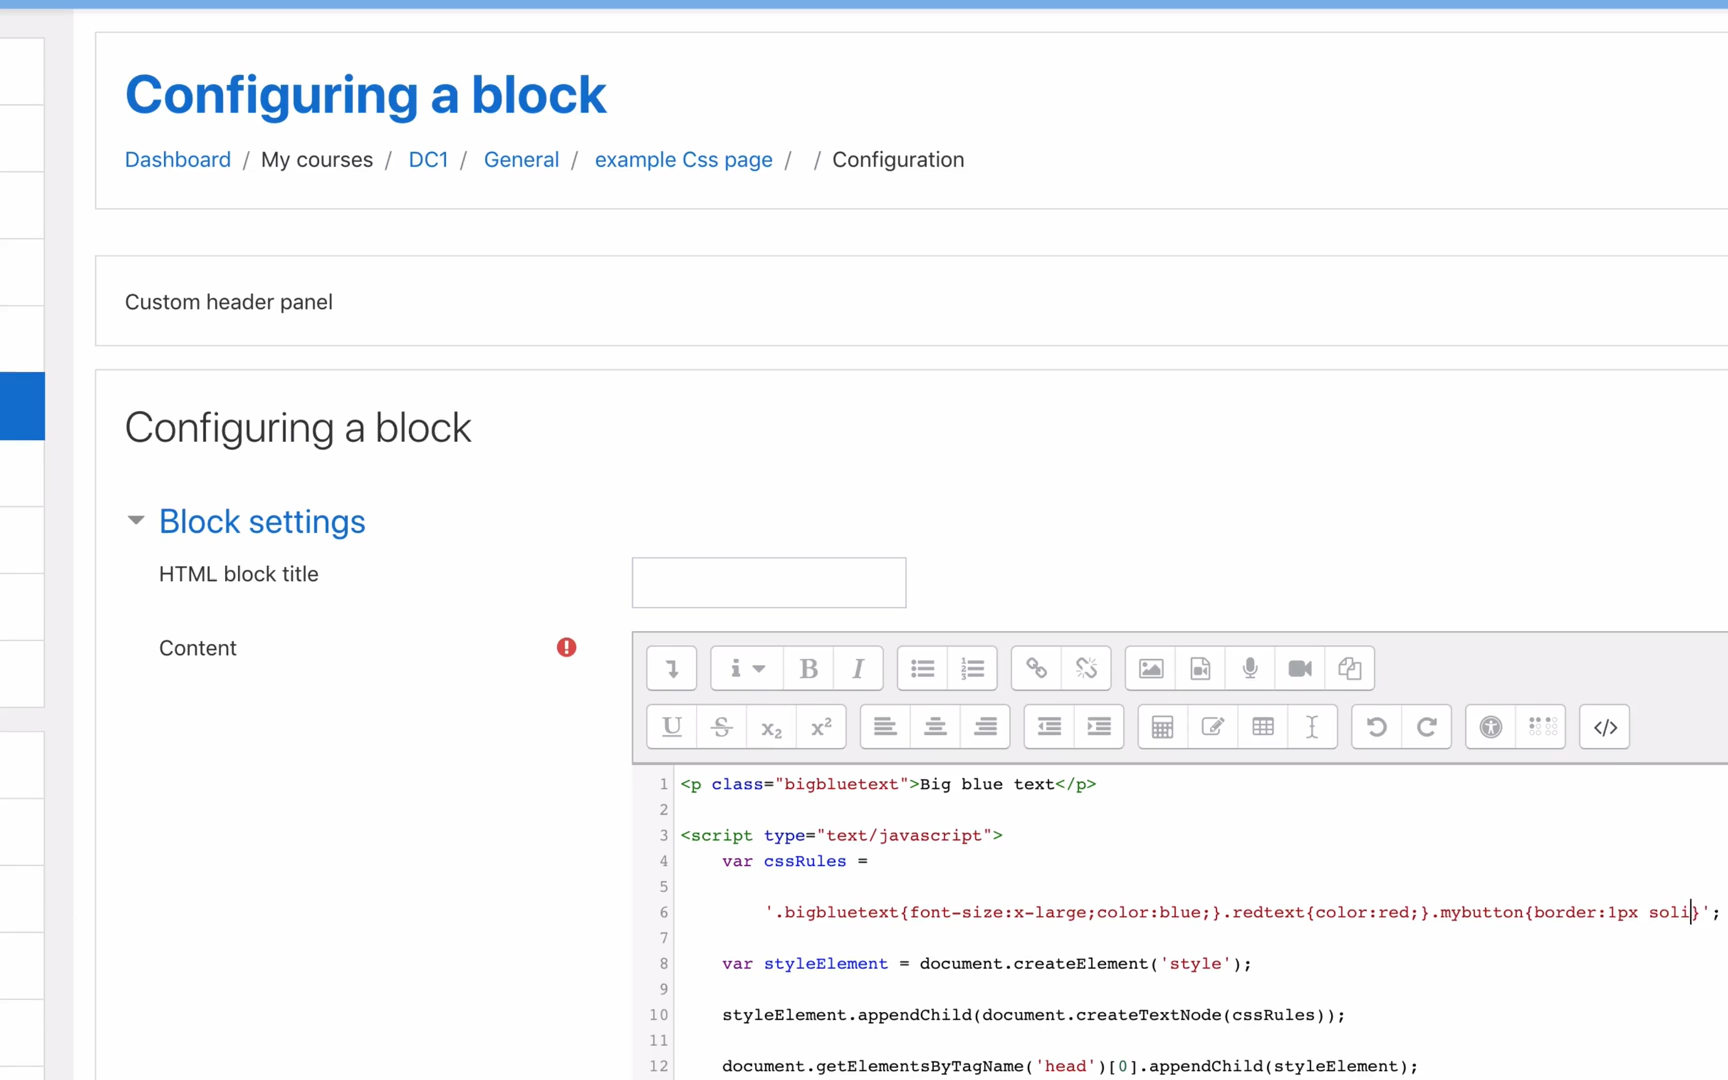 Configuring a block
Dashboard / My courses / DC1 / General / example Css page / / Configuration
Custom header panel
Configuring a block
Block settings
HTML block title
Content
B I
U S x₂ x²
</>
1 <p class="bigbluetext">Big blue text</p>
2
3 <script type="text/javascript">
4 var cssRules =
5
6 '.bigbluetext{font-size:x-large;color:blue;}.redtext{color:red;}.mybutton{border:1px soli}';
7
8 var styleElement = document.createElement('style');
9
10 styleElement.appendChild(document.createTextNode(cssRules));
11
12 document.getElementsByTagName('head')[0].appendChild(styleElement);